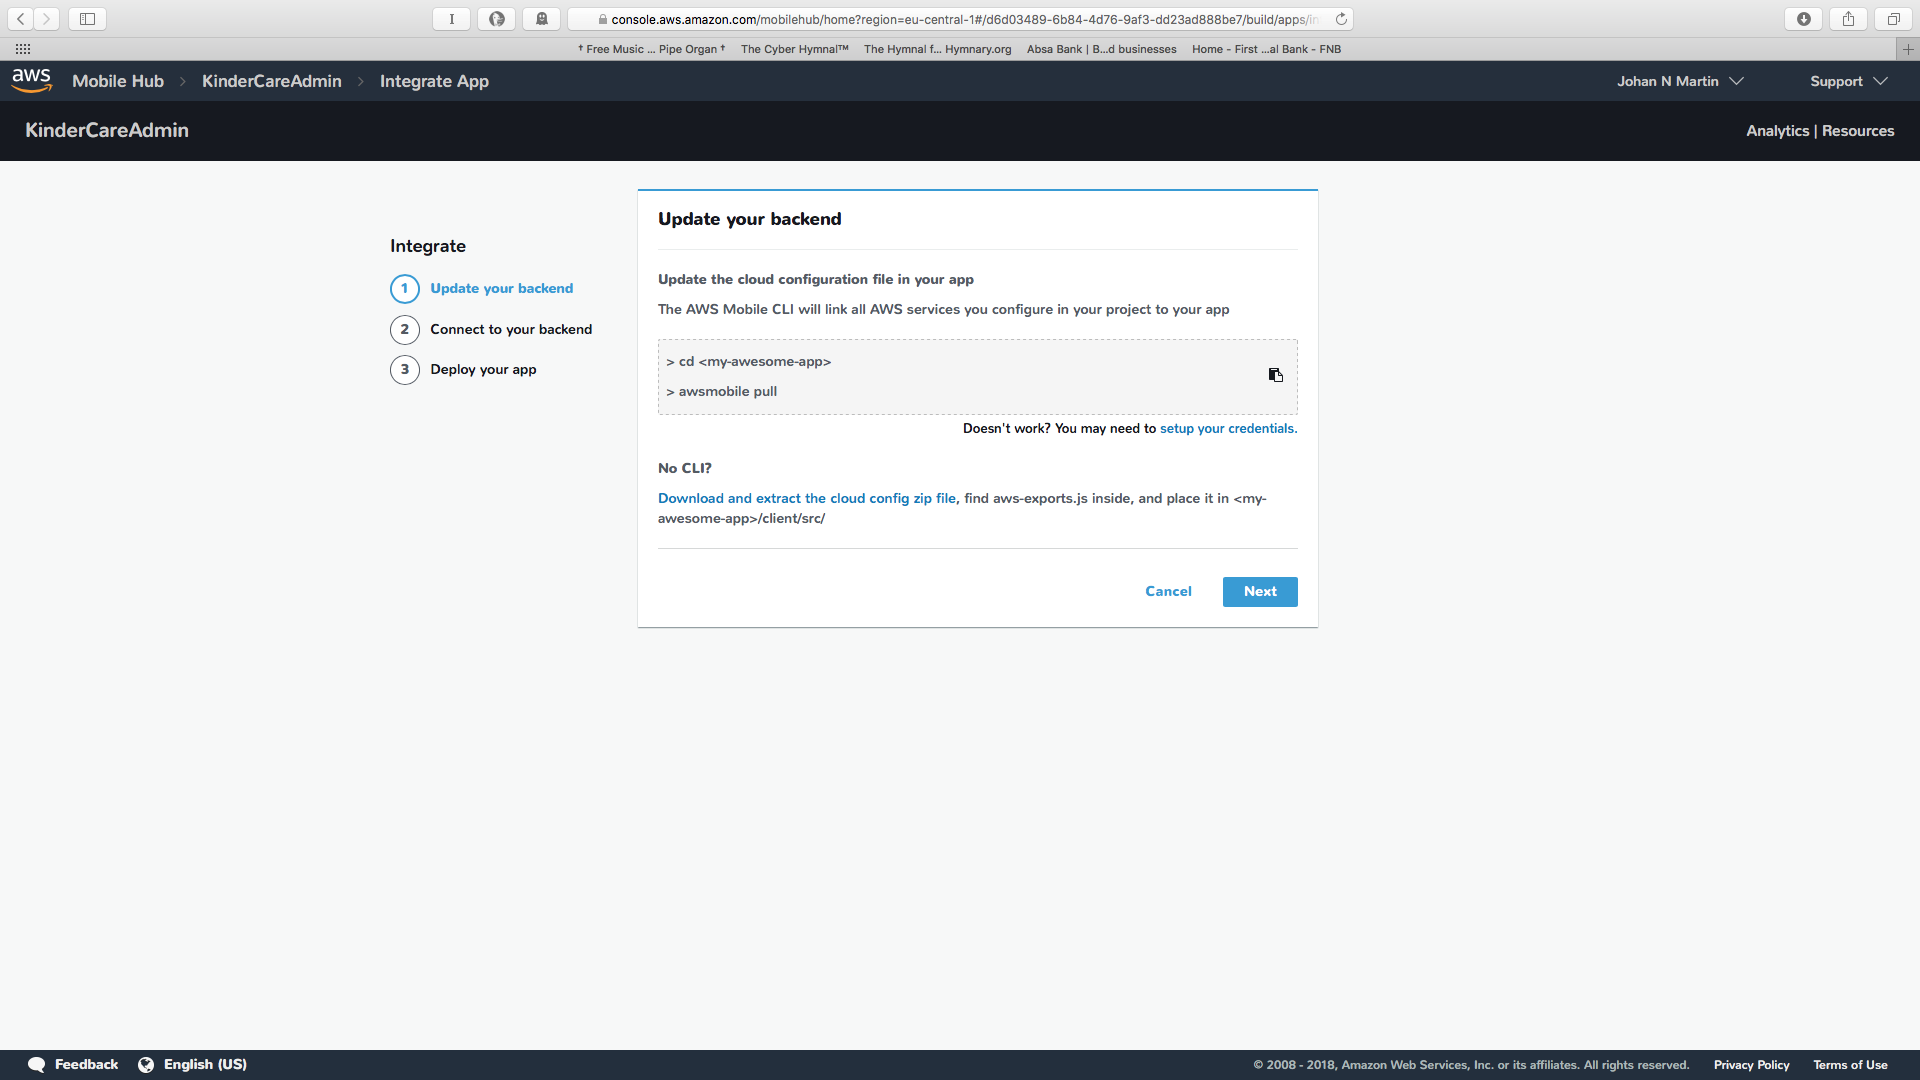 console.aws.amazon.com/mobilehub/home?region=eu-central-1#/d6d03489-6b84-4d76-9af3-dd23ad888be7/build/apps/in
† Free Music ... Pipe Organ † The Cyber Hymnal™ The Hymnal f... Hymnary.org Absa Bank | B...d businesses Home - First ...al Bank - FNB
aws Mobile Hub > KinderCareAdmin > Integrate App Johan N Martin Support
KinderCareAdmin Analytics | Resources
Update your backend
Integrate
1 Update your backend
2 Connect to your backend
3 Deploy your app
Update the cloud configuration file in your app
The AWS Mobile CLI will link all AWS services you configure in your project to your app
> cd <my-awesome-app>
> awsmobile pull
Doesn't work? You may need to setup your credentials.
No CLI?
Download and extract the cloud config zip file, find aws-exports.js inside, and place it in <my-
awesome-app>/client/src/
Cancel Next
Feedback English (US) © 2008 - 2018, Amazon Web Services, Inc. or its affiliates. All rights reserved. Privacy Policy Terms of Use